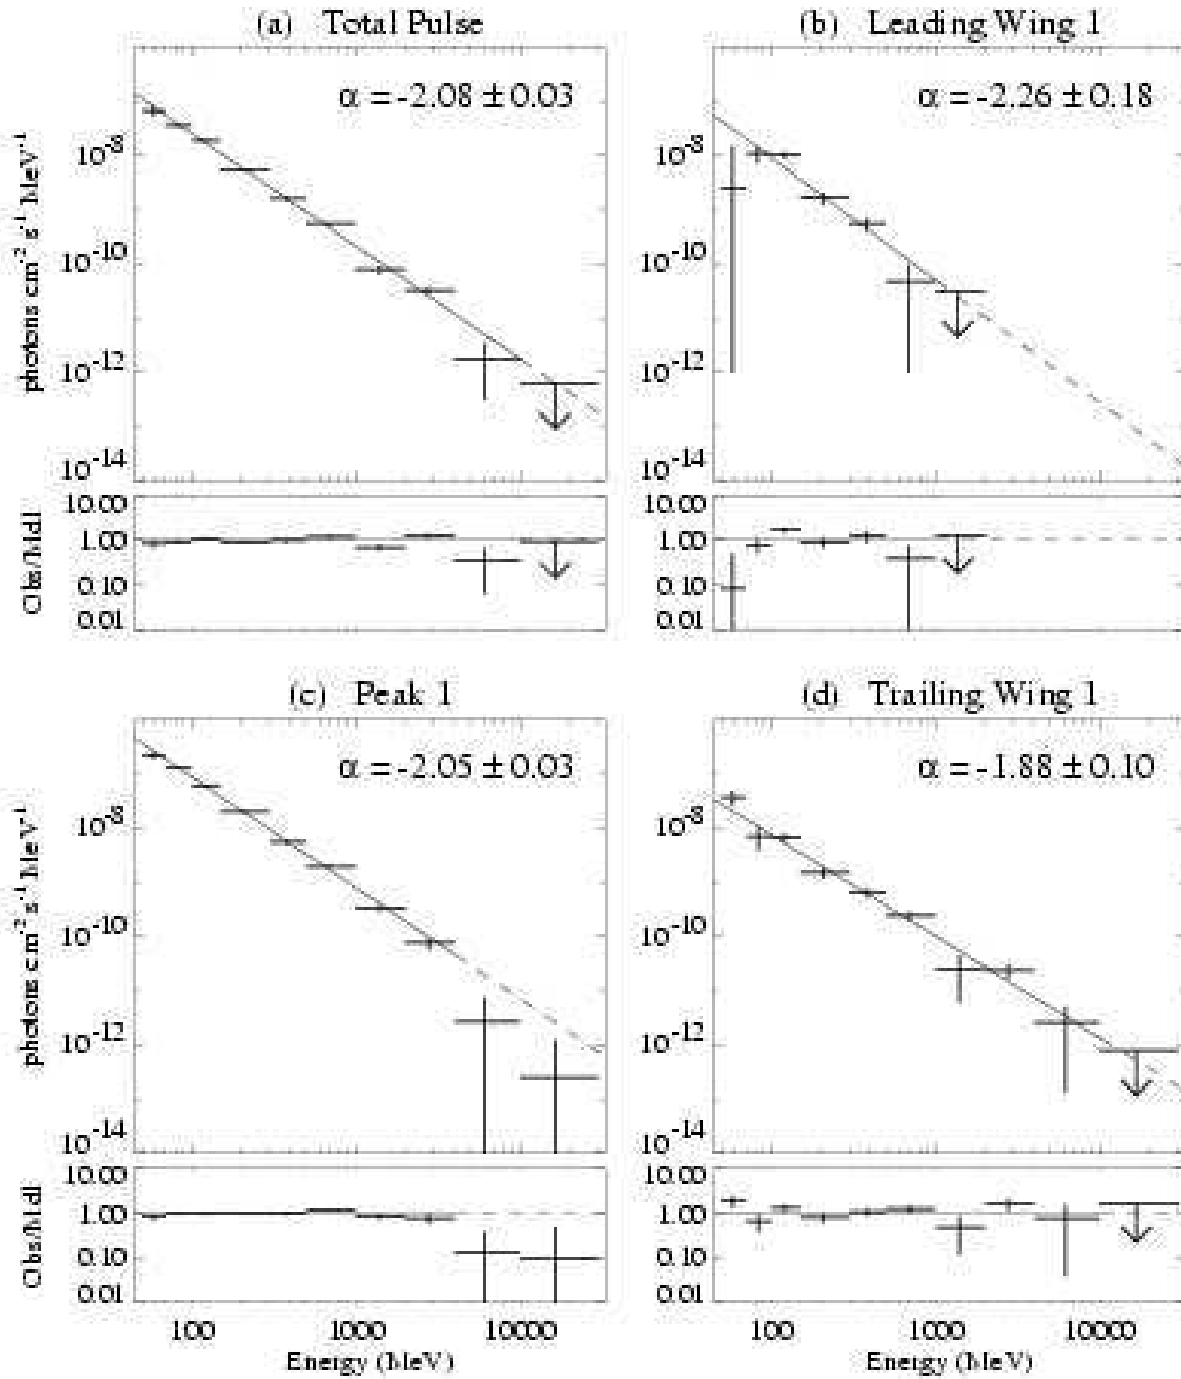 (a) Total Pulse
α = -2.08 ± 0.03
photons cm⁻² s⁻¹ MeV⁻¹
10⁻⁸
10⁻¹⁰
10⁻¹²
10⁻¹⁴
Obs/Mdl
10.00
1.00
0.10
0.01
(b) Leading Wing 1
α = -2.26 ± 0.18
10⁻⁸
10⁻¹⁰
10⁻¹²
10⁻¹⁴
10.00
1.00
0.10
0.01
(c) Peak 1
α = -2.05 ± 0.03
photons cm⁻² s⁻¹ MeV⁻¹
10⁻⁸
10⁻¹⁰
10⁻¹²
10⁻¹⁴
Obs/Mdl
10.00
1.00
0.10
0.01
100 1000 10000
Energy (MeV)
(d) Trailing Wing 1
α = -1.88 ± 0.10
10⁻⁸
10⁻¹⁰
10⁻¹²
10⁻¹⁴
10.00
1.00
0.10
0.01
100 1000 10000
Energy (MeV)